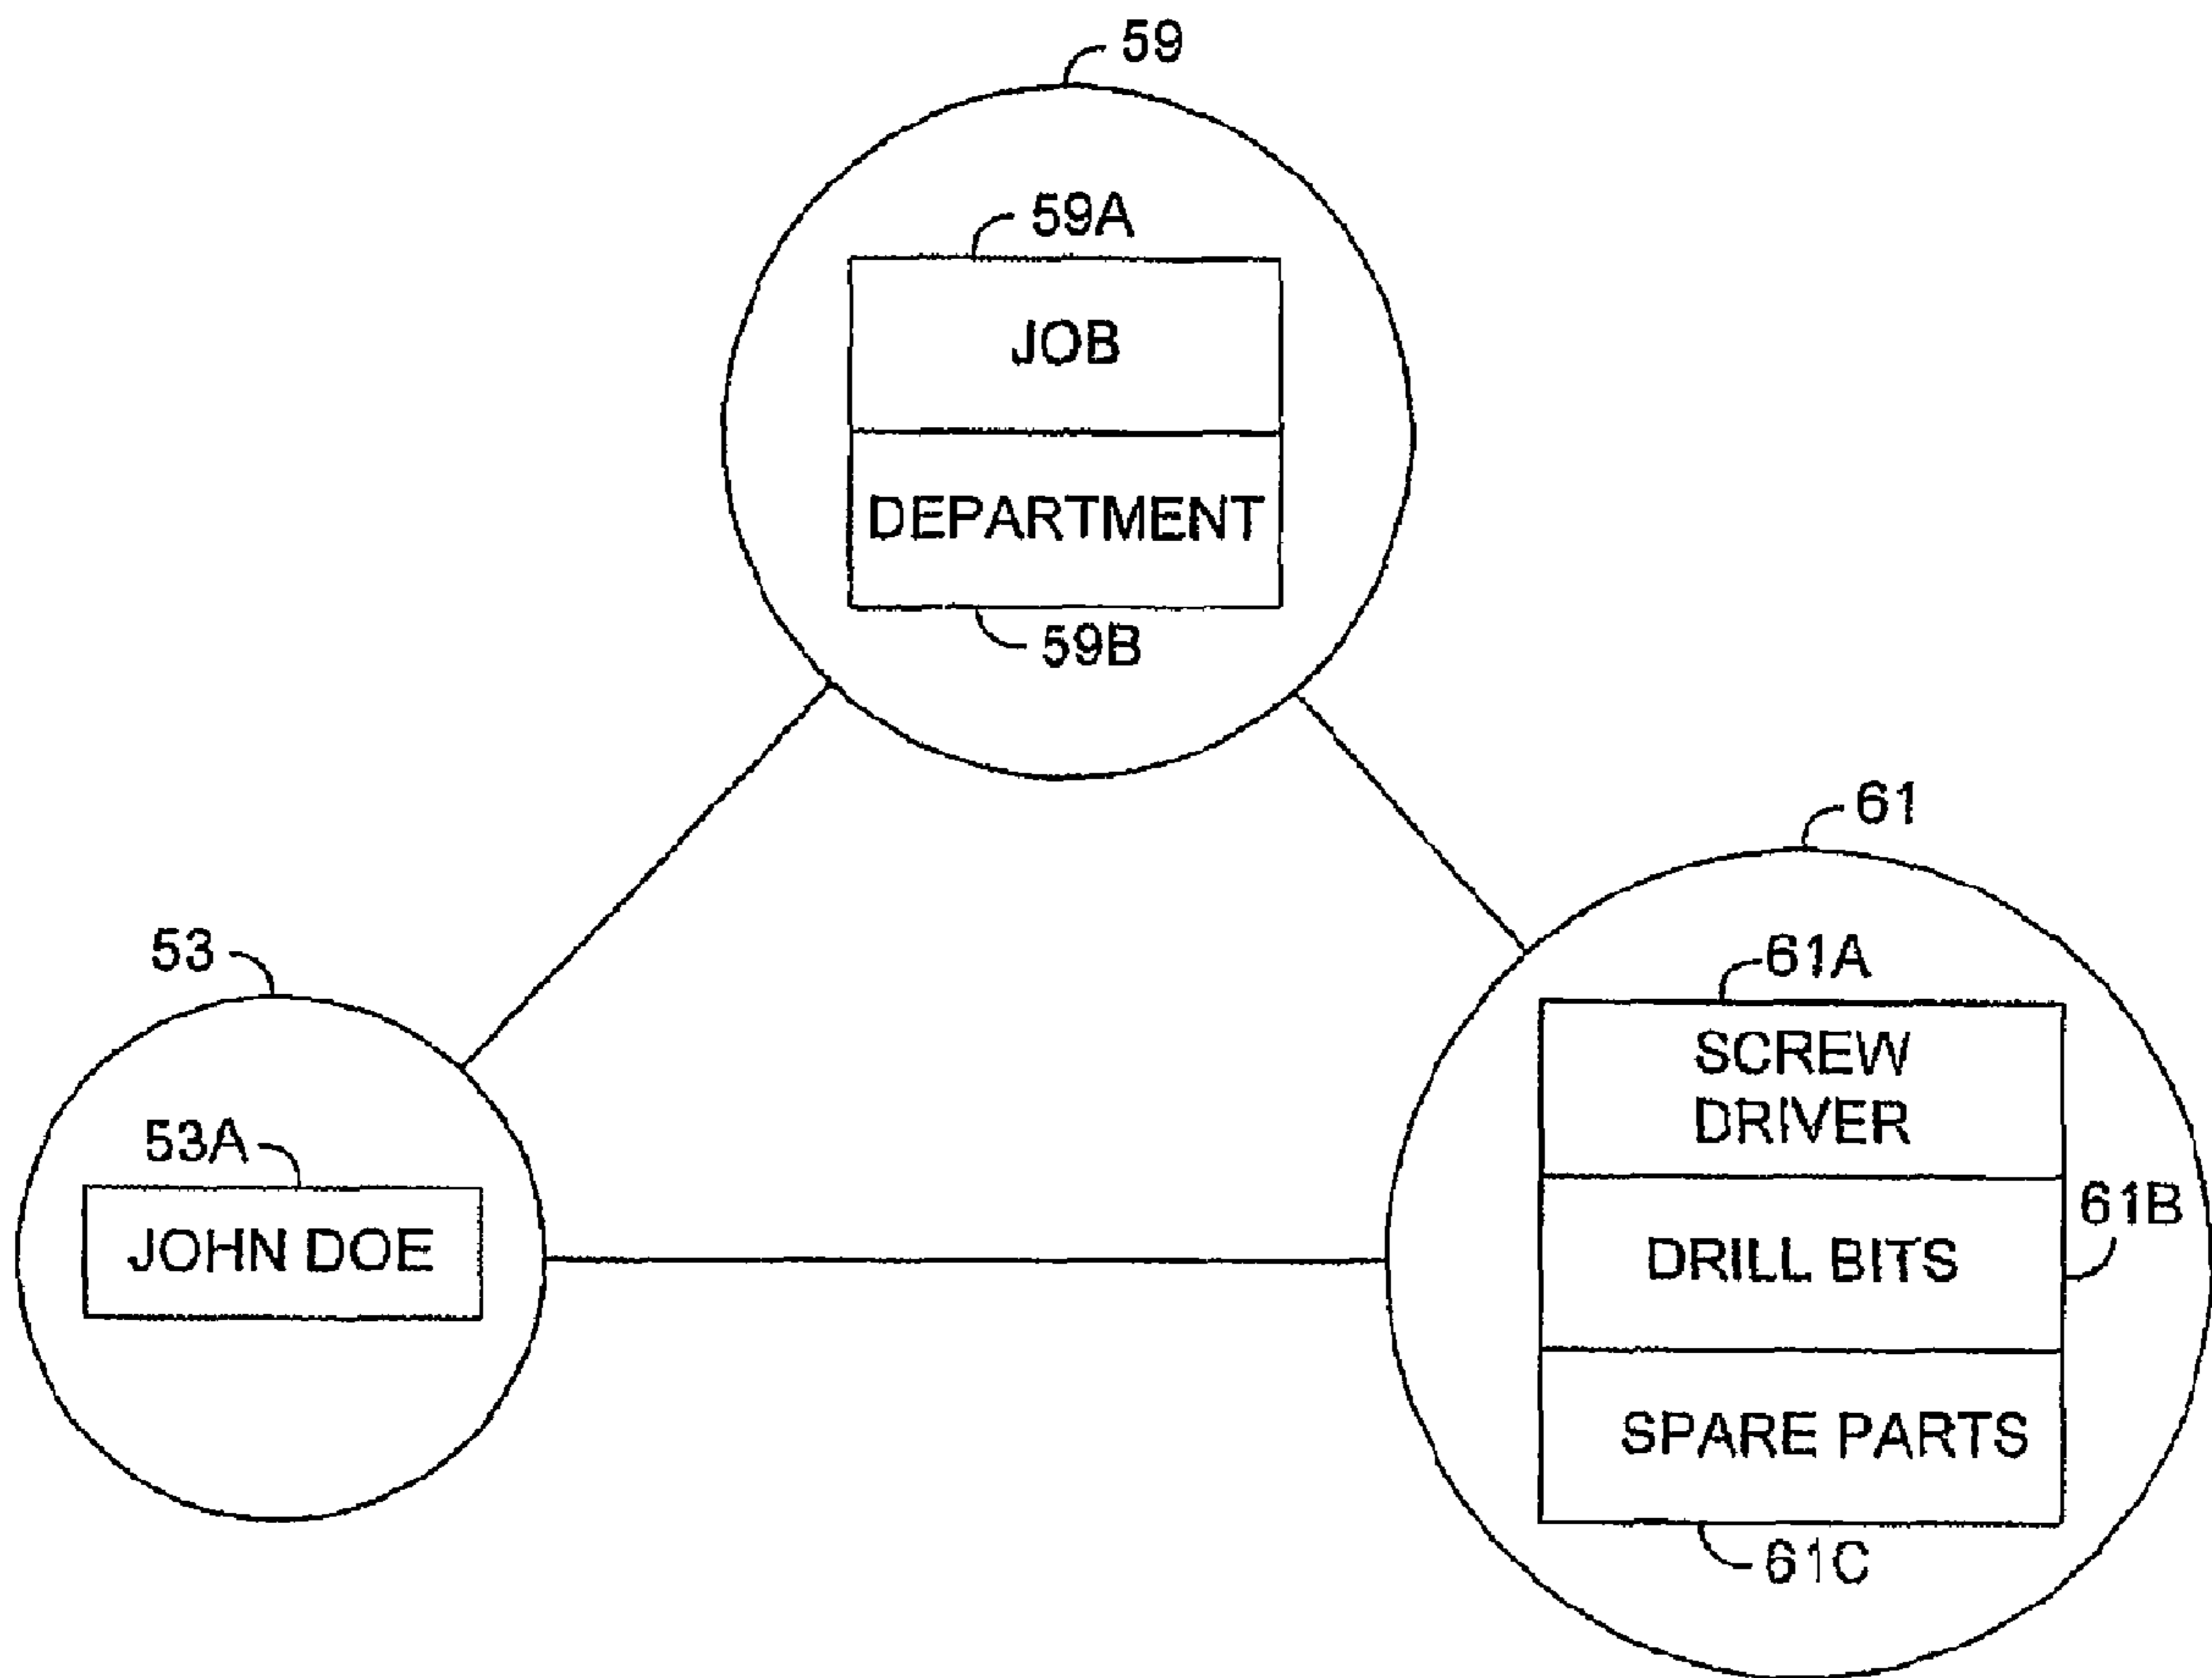 59
59A
JOB
DEPARTMENT
59B
61
53
61A
SCREW
DRIVER
53A
61B
JOHN DOE
DRILL BITS
SPARE PARTS
61C